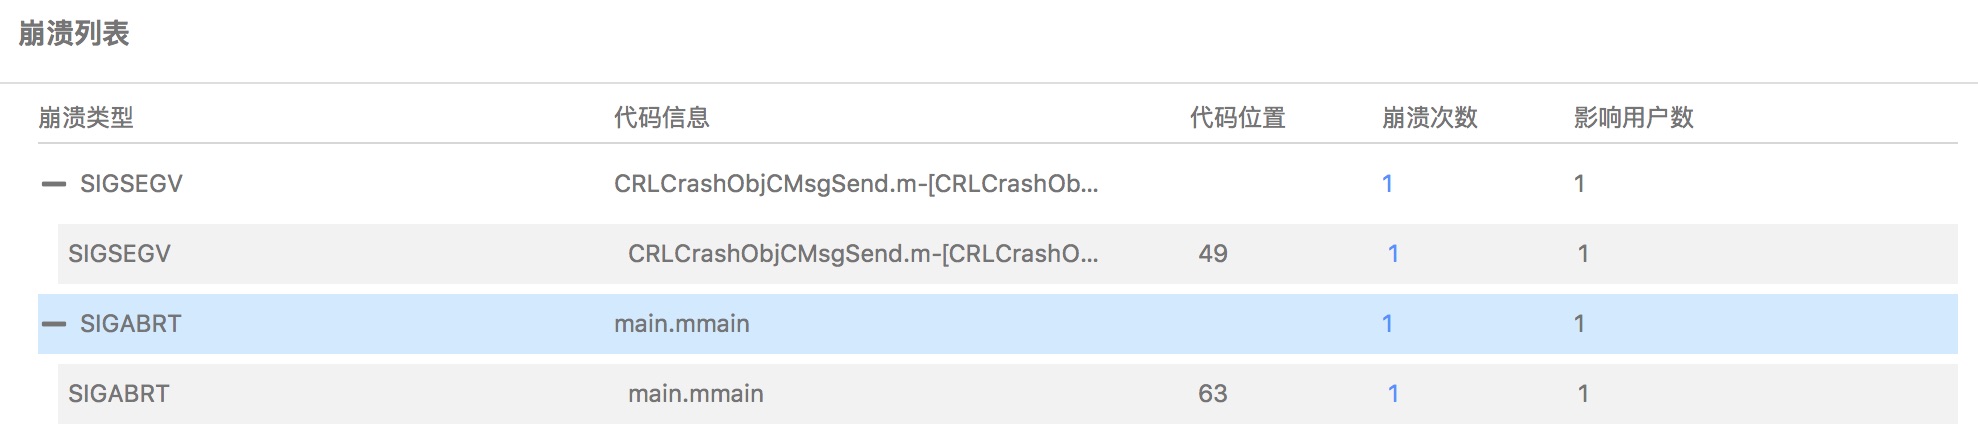 崩溃列表
崩溃类型 代码信息 代码位置 崩溃次数 影响用户数
SIGSEGV CRLCrashObjCMsgSend.m-[CRLCrashOb... 1 1
SIGSEGV CRLCrashObjCMsgSend.m-[CRLCrashO... 49 1 1
SIGABRT main.mmain 1 1
SIGABRT main.mmain 63 1 1